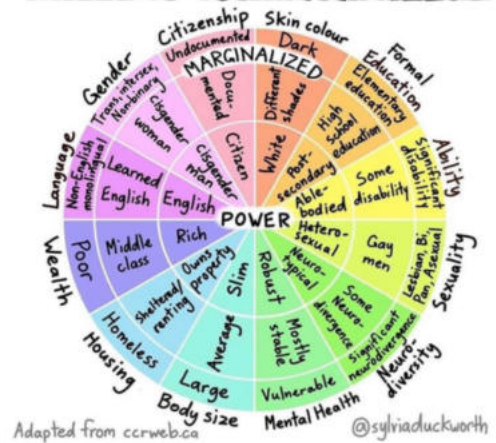 Citizenship
Undocumented
Docu-
mented
Citizen
Skin colour
Dark
Different
shades
White
Formal
Education
Elementary
education
High
school
education
Post-
secondary
Ability
Significant
disability
Some
disability
Able-
bodied
Sexuality
Lesbian, Bi,
Pan, Asexual
Gay
men
Hetero-
sexual
Neuro-
diversity
Significant
neurodivergence
Some
Neuro-
divergence
Neuro-
typical
Mental Health
Vulnerable
Mostly
stable
Robust
Body size
Large
Average
Slim
Housing
Homeless
Sheltered/
renting
Owns
property
Wealth
Poor
Middle
class
Rich
Language
Non-English
monolingual
Learned
English
English
Gender
Trans, intersex,
Nonbinary
Cisgender
woman
cisgender
man
MARGINALIZED
POWER
Adapted from ccrweb.ca
@sylviaduckworth